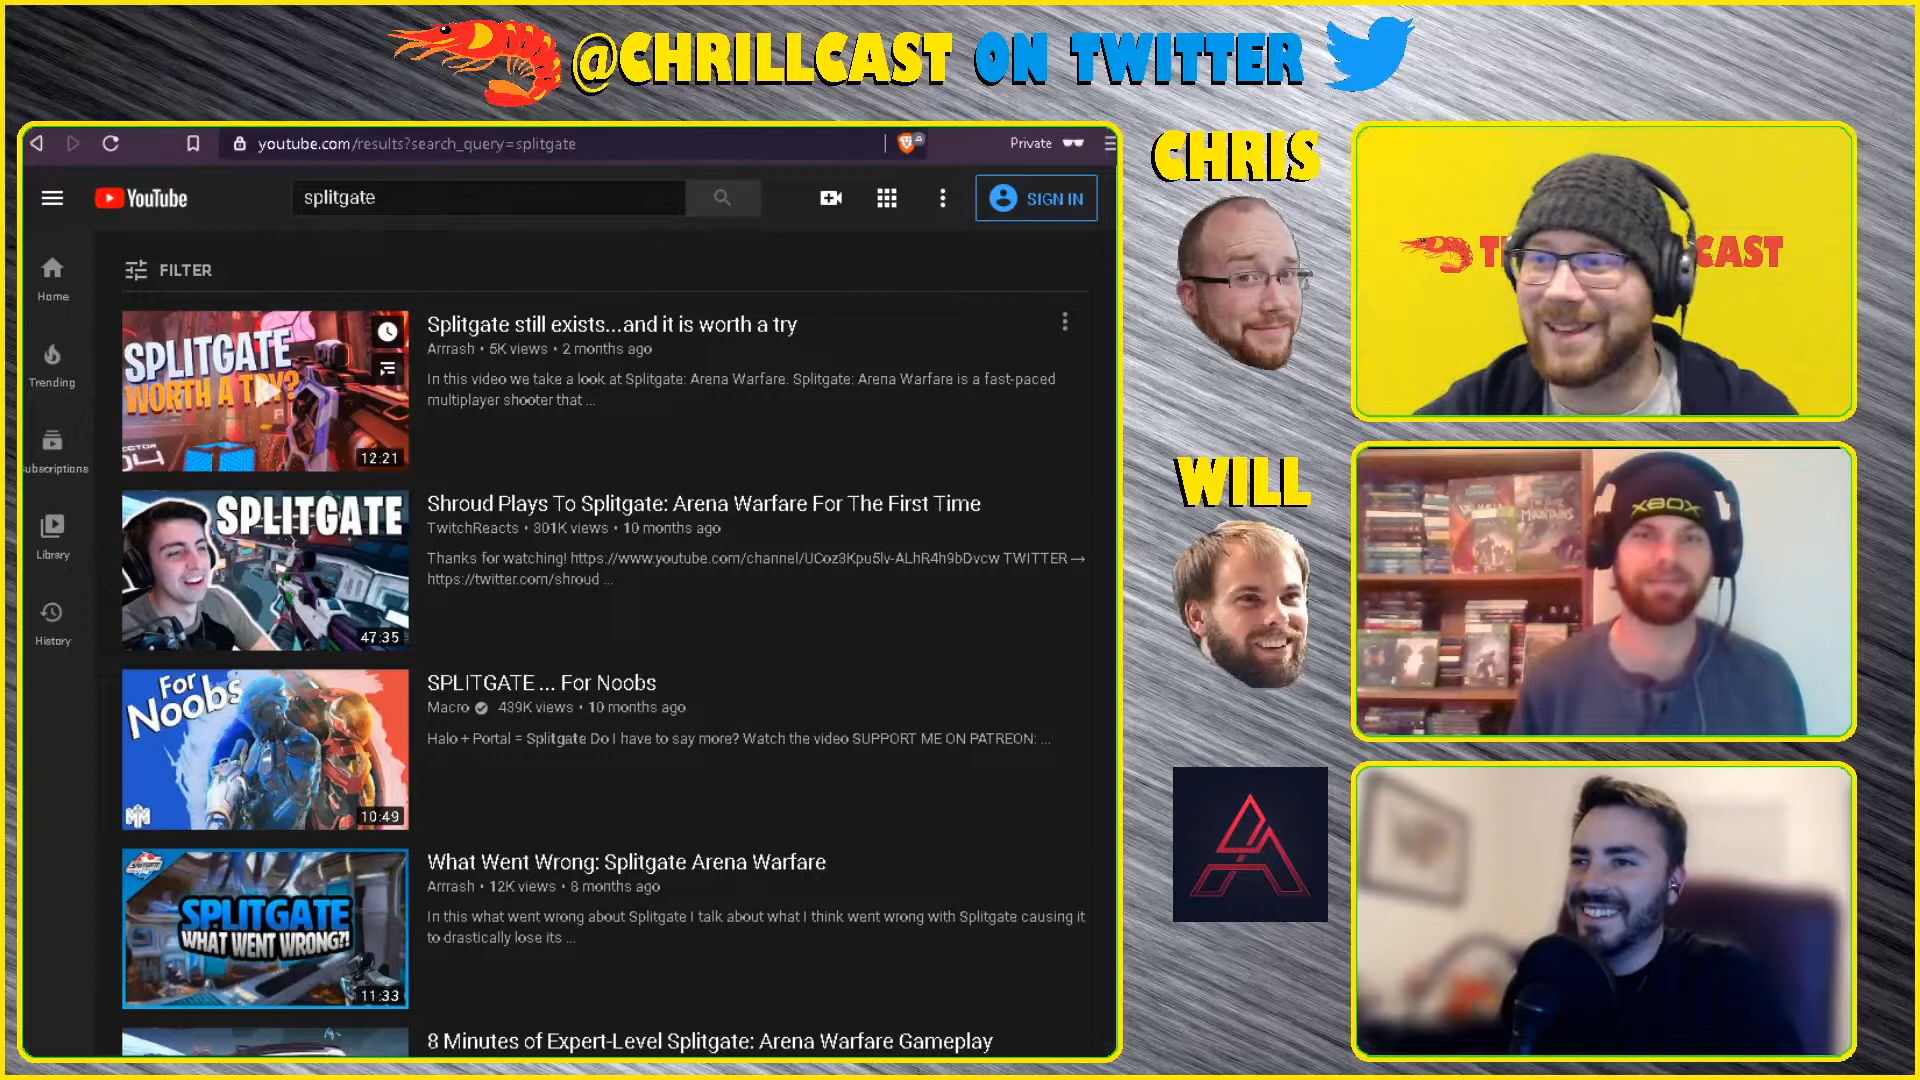 @CHRILLCAST ON TWITTER
youtube.com/results?search_query=splitgate
Private
YouTube
splitgate
SIGN IN
FILTER
Home
Trending
ubscriptions
Library
History
SPLITGATE
WORTH A TRY?
12:21
Splitgate still exists...and it is worth a try
Arrrash • 5K views • 2 months ago
In this video we take a look at Splitgate: Arena Warfare. Splitgate: Arena Warfare is a fast-paced
multiplayer shooter that ...
SPLITGATE
47:35
Shroud Plays To Splitgate: Arena Warfare For The First Time
TwitchReacts • 301K views • 10 months ago
Thanks for watching! https://www.youtube.com/channel/UCoz3Kpu5lv-ALhR4h9bDvcw TWITTER →
https://twitter.com/shroud ...
For
Noobs
10:49
SPLITGATE ... For Noobs
Macro 439K views • 10 months ago
Halo + Portal = Splitgate Do I have to say more? Watch the video SUPPORT ME ON PATREON: ...
SPLITGATE
WHAT WENT WRONG?!
11:33
What Went Wrong: Splitgate Arena Warfare
Arrrash • 12K views • 8 months ago
In this what went wrong about Splitgate I talk about what I think went wrong with Splitgate causing it
to drastically lose its ...
8 Minutes of Expert-Level Splitgate: Arena Warfare Gameplay
CHRIS
CAST
WILL
XBOX